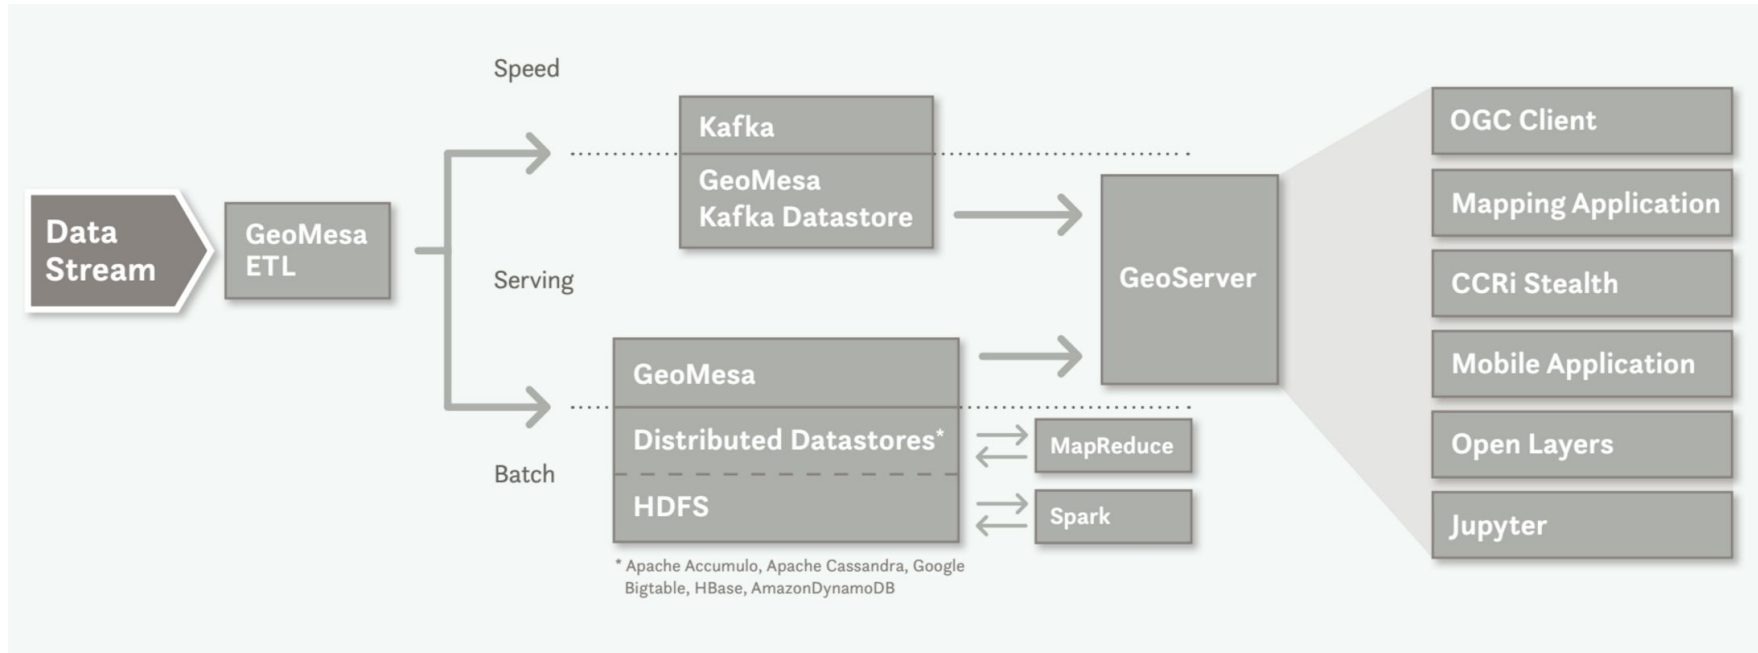 Data
Stream
GeoMesa
ETL
Speed
Serving
Batch
Kafka
GeoMesa
Kafka Datastore
GeoMesa
Distributed Datastores*
HDFS
* Apache Accumulo, Apache Cassandra, Google
Bigtable, HBase, AmazonDynamoDB
MapReduce
Spark
GeoServer
OGC Client
Mapping Application
CCRi Stealth
Mobile Application
Open Layers
Jupyter